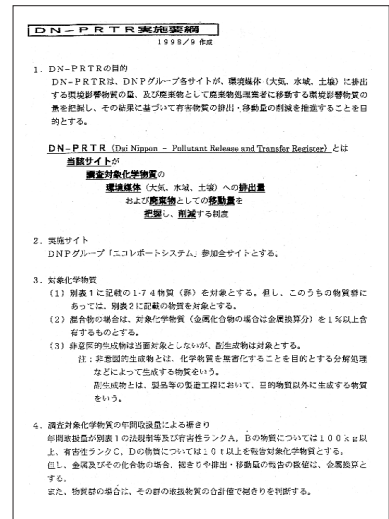 DN－PRTR実施要綱
1998/9 作成
1．DN－PRTRの目的
DN－PRTRは、DNPグループ各サイトが、環境媒体（大気、水域、土壌）に排出
する環境影響物質の量、及び廃棄物として廃棄物処理業者に移動する環境影響物質の
量を把握し、その結果に基づいて有害物質の排出・移動量の削減を推進することを目
的とする。
DN－PRTR (Dai Nippon － Pollutant Release and Transfer Register) とは
当該サイトが
調査対象化学物質の
環境媒体（大気、水域、土壌）への排出量
および廃棄物としての移動量を
把握し、削減する制度
2．実施サイト
DNPグループ「エコレポートシステム」参加全サイトとする。
3．対象化学物質
（1）別表１に記載の1-74物質（群）を対象とする。但し、このうちの物質群に
あっては、別表２に記載の物質を対象とする。
（2）混合物の場合は、対象化学物質（金属化合物の場合は金属換算分）を１％以上含
有するものとする。
（3）非意図的生成物は当面対象としないが、副生成物は対象とする。
注：非意図的生成物とは、化学物質を無害化することを目的とする分解処理
などによって生成する物質をいう。
副生成物とは、製品等の製造工程において、目的物質以外に生成する物質
をいう。
4．調査対象化学物質の年間取扱量による裾きり
年間取扱量が別表１の法規制等及び有害性ランクA，Bの物質については１００ｋｇ以
上、有害性ランクC，Dの物質については１０ｔ以上を報告対象化学物質とする。
但し、金属及びその化合物の場合、裾きりや排出・移動量の報告の数値は、金属換算と
する。
また、物質群の場合は、その群の取扱物質の合計値で裾きりを判断する。